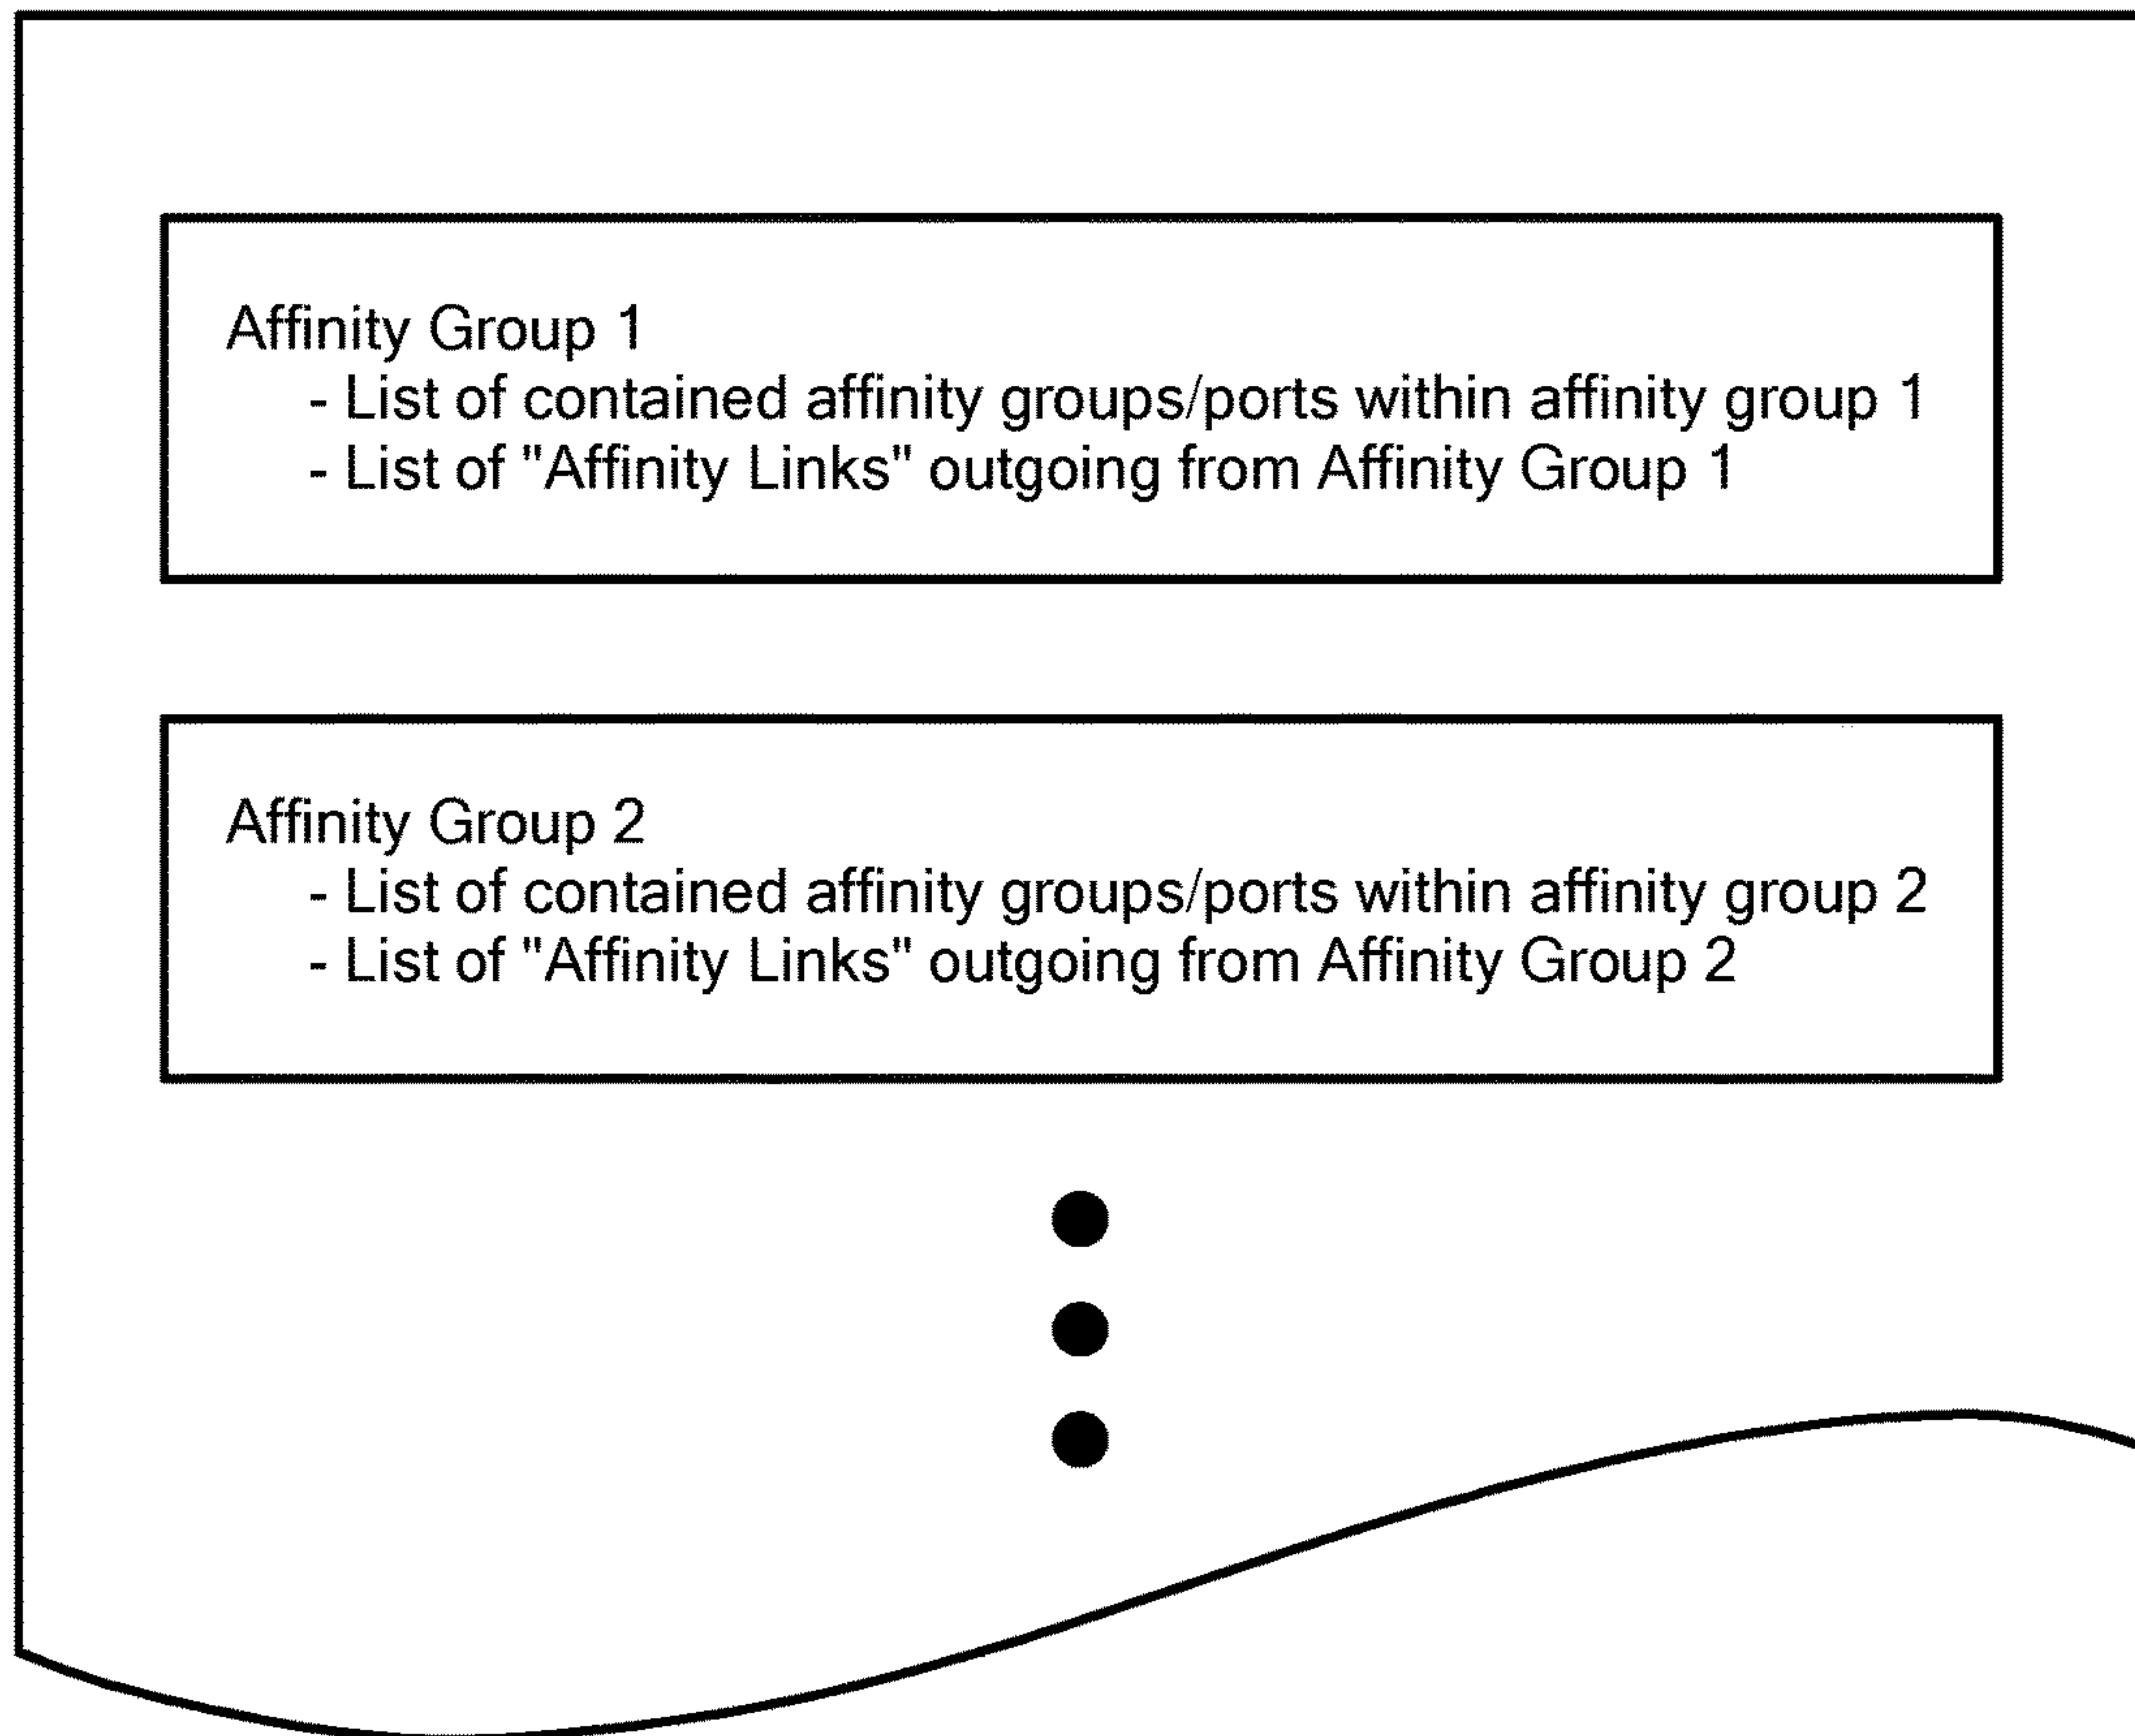 Affinity Group 1
- List of contained affinity groups/ports within affinity group 1
- List of "Affinity Links" outgoing from Affinity Group 1
Affinity Group 2
- List of contained affinity groups/ports within affinity group 2
- List of "Affinity Links" outgoing from Affinity Group 2